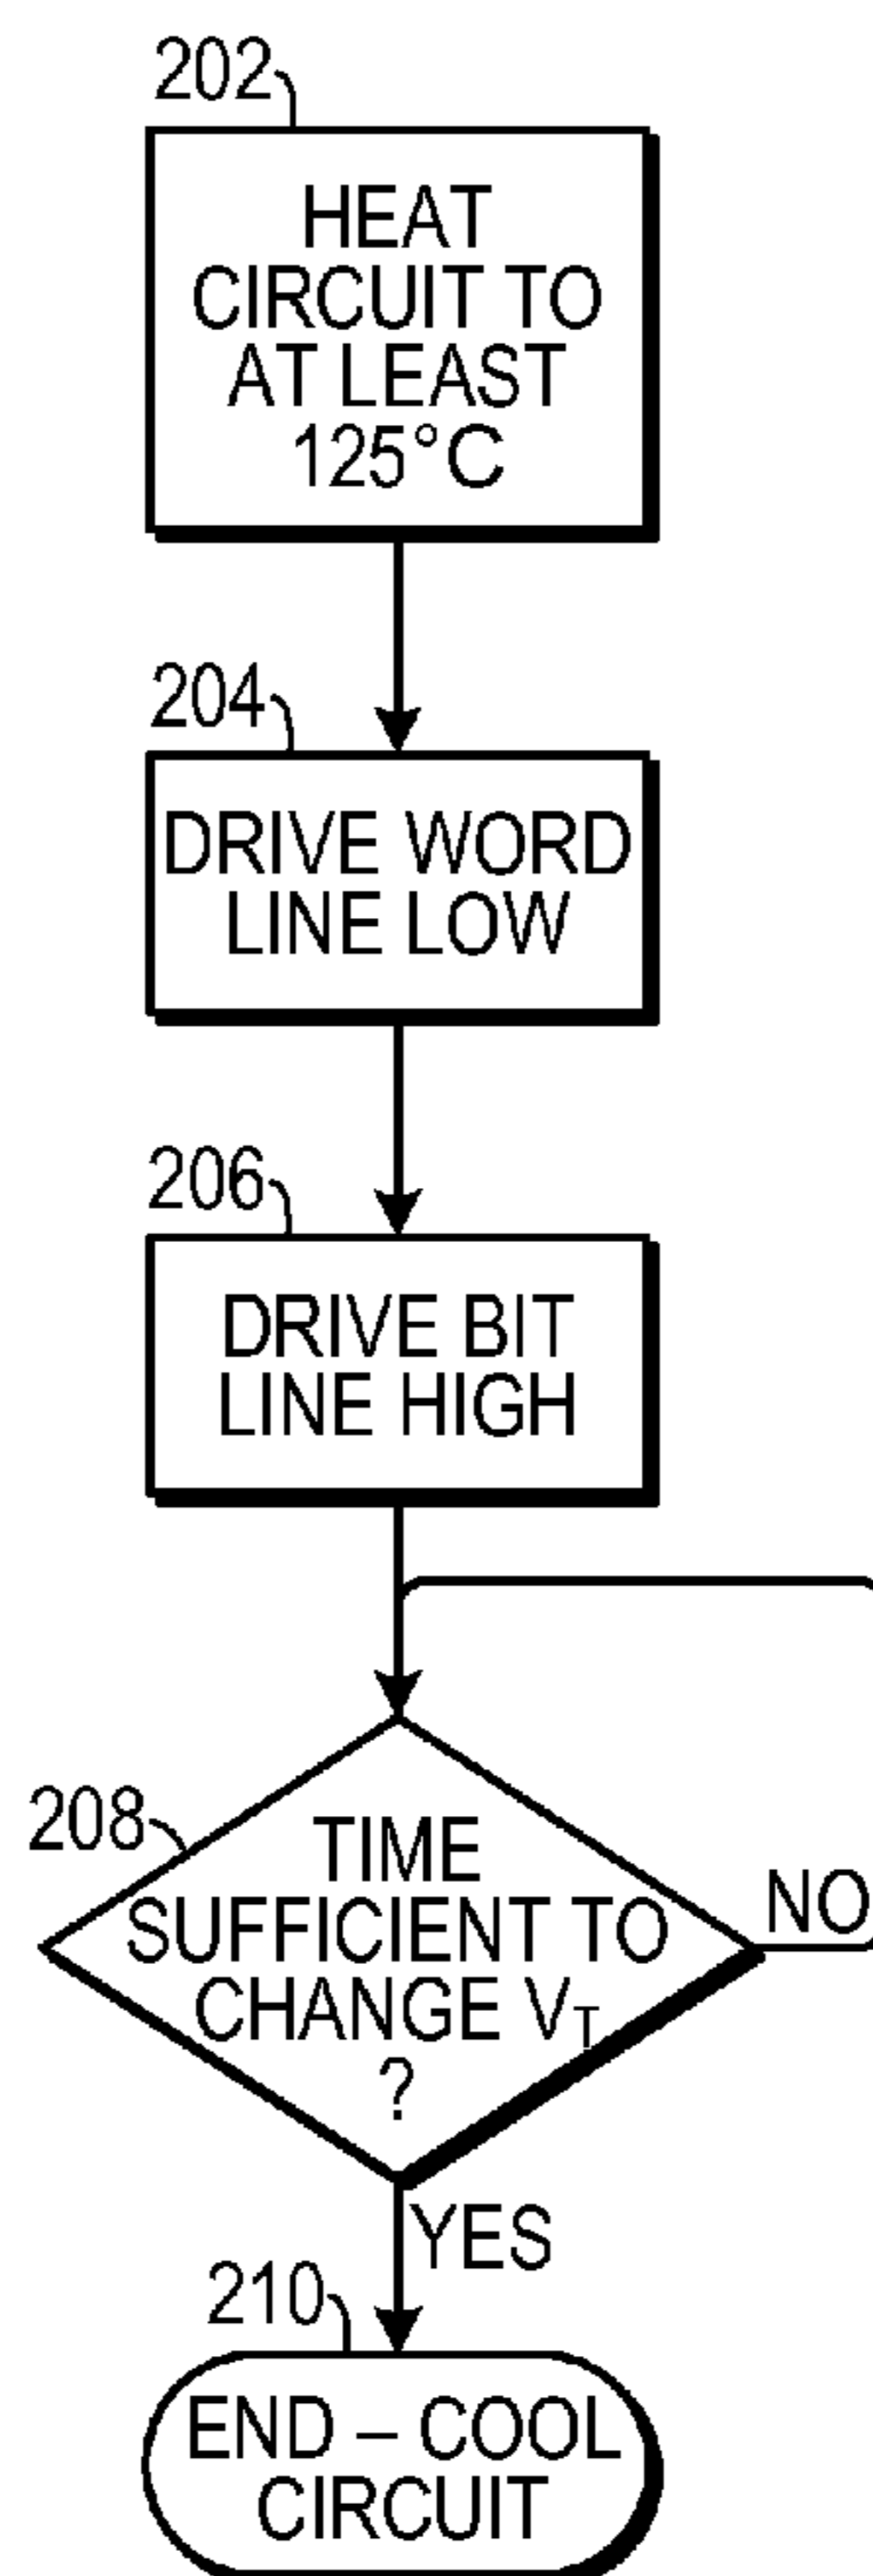 202
HEAT
CIRCUIT TO
AT LEAST
125°C
204
DRIVE WORD
LINE LOW
206
DRIVE BIT
LINE HIGH
208
TIME
SUFFICIENT TO
CHANGE V_T
?
NO
YES
210
END – COOL
CIRCUIT